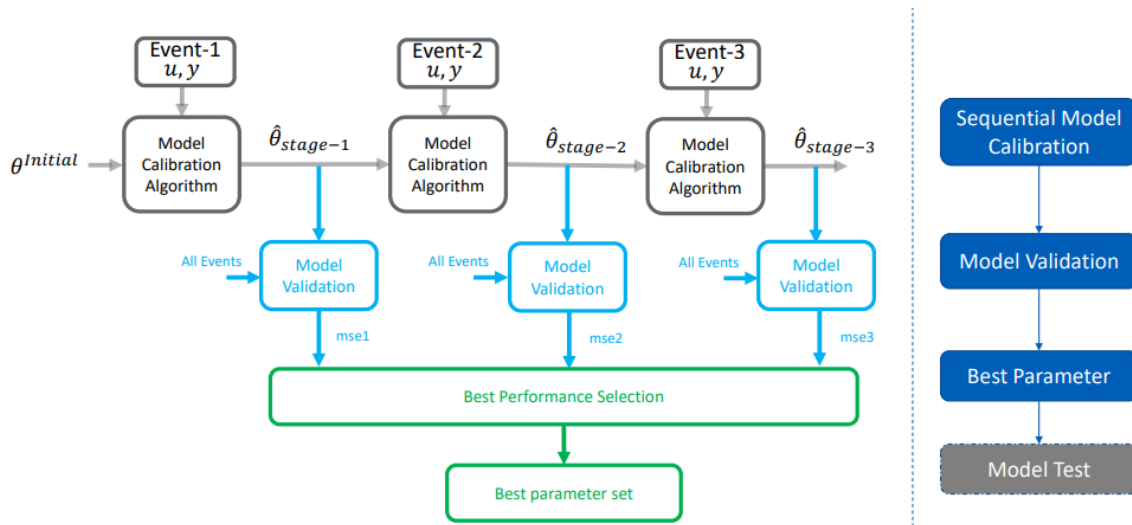 Event-1
u, y
Event-2
u, y
Event-3
u, y
θ^Initial
Model
Calibration
Algorithm
θ̂_stage−1
Model
Calibration
Algorithm
θ̂_stage−2
Model
Calibration
Algorithm
θ̂_stage−3
All Events
Model
Validation
All Events
Model
Validation
All Events
Model
Validation
mse1
mse2
mse3
Best Performance Selection
Best parameter set
Sequential Model
Calibration
Model Validation
Best Parameter
Model Test